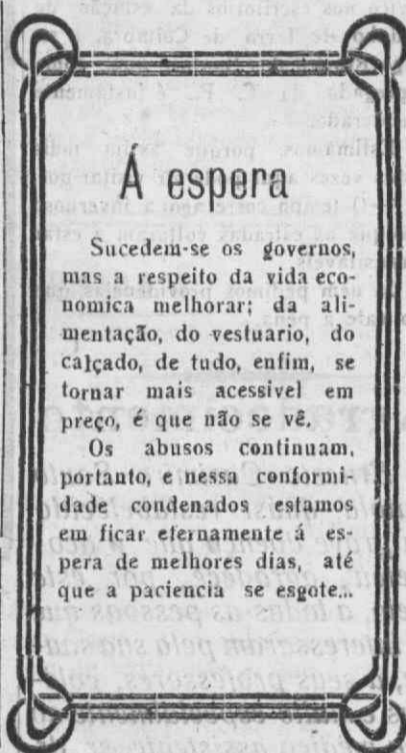 Á espera
Sucedem-se os governos,
mas a respeito da vida eco-
nomica melhorar; da ali-
mentação, do vestuario, do
calçado, de tudo, enfim, se
tornar mais acessivel em
preço, é que não se vê.
Os abusos continuam,
portanto, e nessa conformi-
dade condenados estamos
em ficar eternamente á es-
pera de melhores dias, até
que a paciencia se esgote...